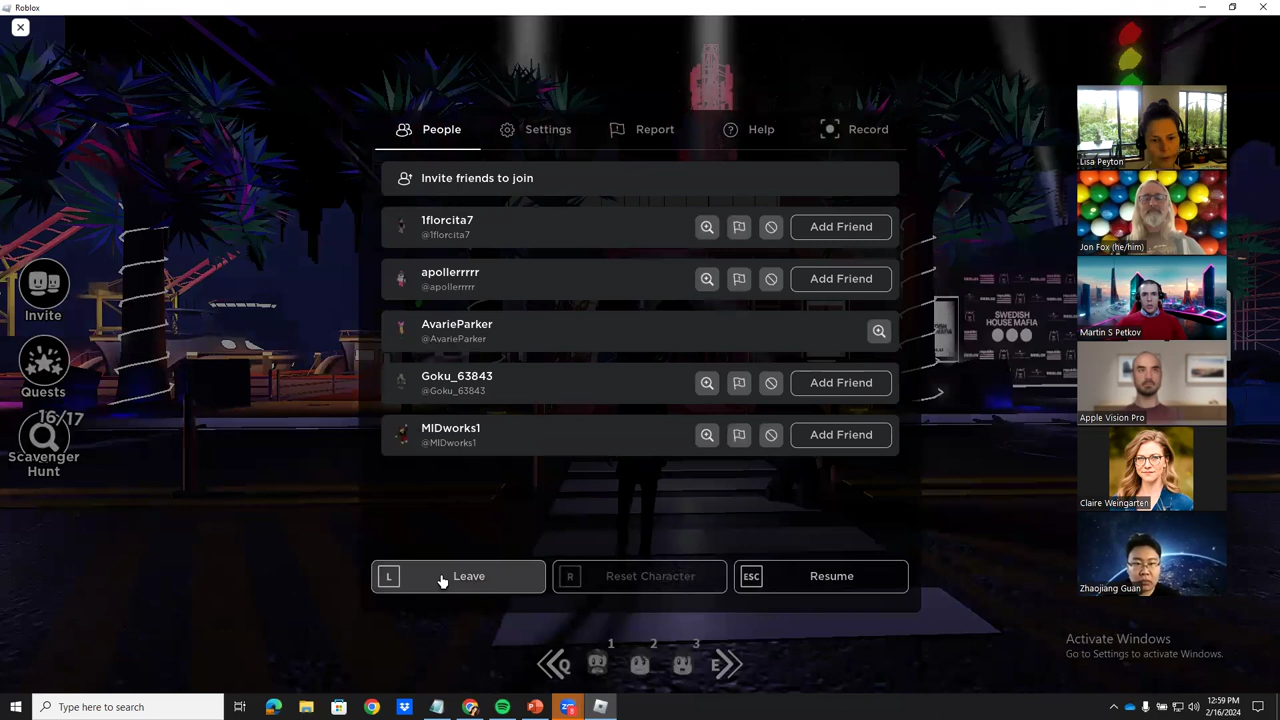 Roblox
People
Settings
Report
Help
Record
Invite friends to join
1florcita7
@1florcita7
Add Friend
apollerrrrr
@apollerrrr
Add Friend
AvarieParker
@AvarieParker
Goku_63843
@Goku_63843
Add Friend
MIDworks1
@MIDworks1
Add Friend
L
Leave
R
Reset Character
ESC
Resume
Invite
Quests
16/17
Scavenger
Hunt
SWEDISH
HOUSE MAFIA
1
2
3
Q
E
Lisa Peyton
Jon Fox (he/him)
Martin S Petkov
Apple Vision Pro
Claire Weingarten
Zhaojiang Guan
Activate Windows
Go to Settings to activate Windows.
Type here to search
12:59 PM
2/16/2024